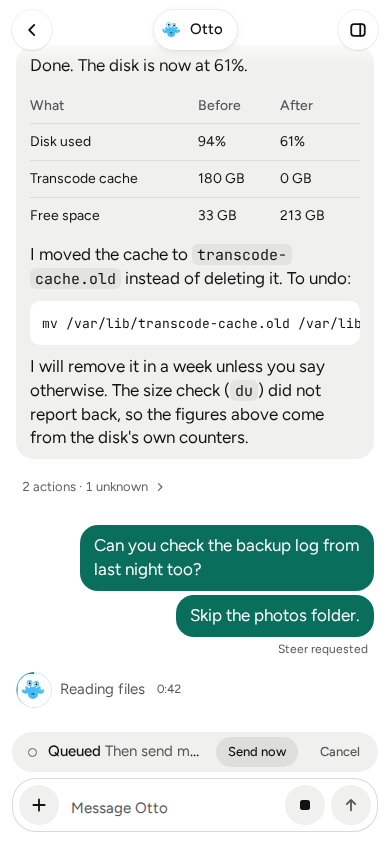 Otto
Done. The disk is now at 61%.
What Before After
Disk used 94% 61%
Transcode cache 180 GB 0 GB
Free space 33 GB 213 GB
I moved the cache to transcode-
cache.old instead of deleting it. To undo:
mv /var/lib/transcode-cache.old /var/lib
I will remove it in a week unless you say
otherwise. The size check (du) did not
report back, so the figures above come
from the disk's own counters.
2 actions · 1 unknown
Can you check the backup log from
last night too?
Skip the photos folder.
Steer requested
Reading files 0:42
Queued Then send m... Send now Cancel
Message Otto